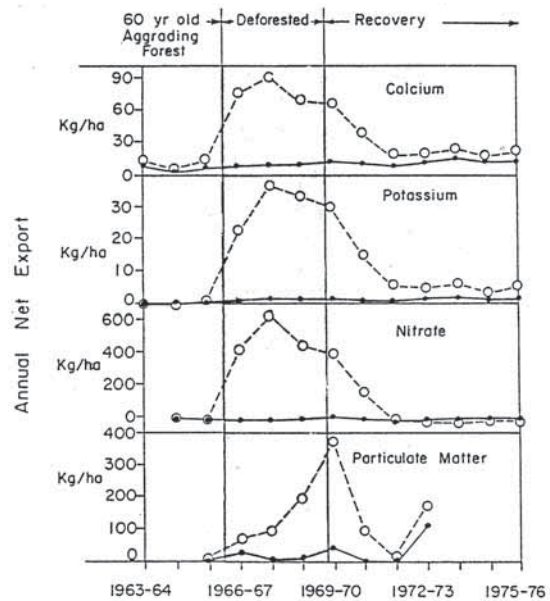 60 yr old
Aggrading
Forest
Deforested
Recovery
Annual Net Export
Calcium
Kg/ha
90
60
30
0
Potassium
Kg/ha
30
20
10
0
Nitrate
Kg/ha
600
400
200
0
Particulate Matter
Kg/ha
400
300
200
100
0
1963-64
1966-67
1969-70
1972-73
1975-76